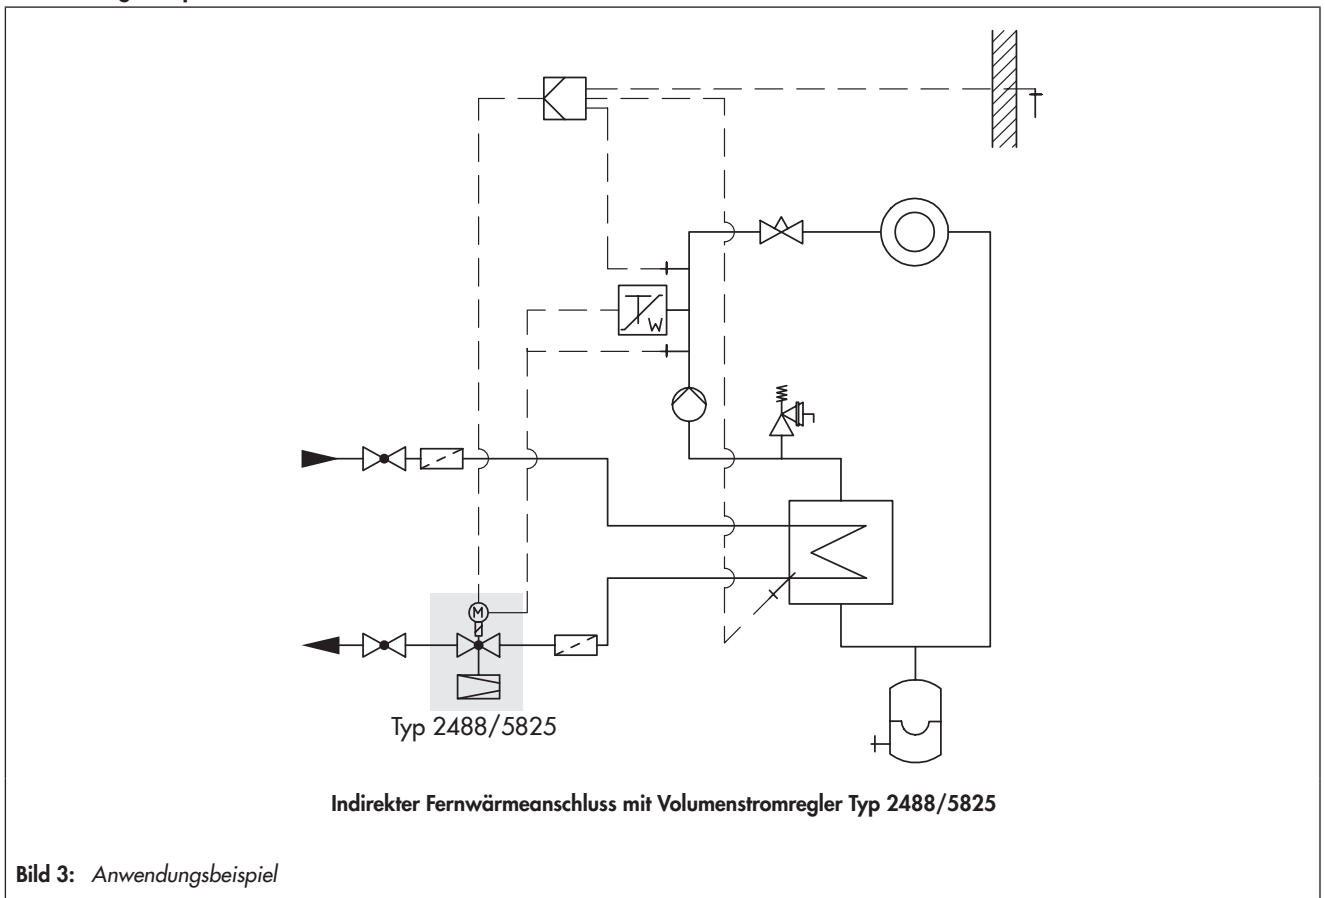 W
M
Typ 2488/5825
Indirekter Fernwärmeanschluss mit Volumenstromregler Typ 2488/5825
Bild 3: Anwendungsbeispiel